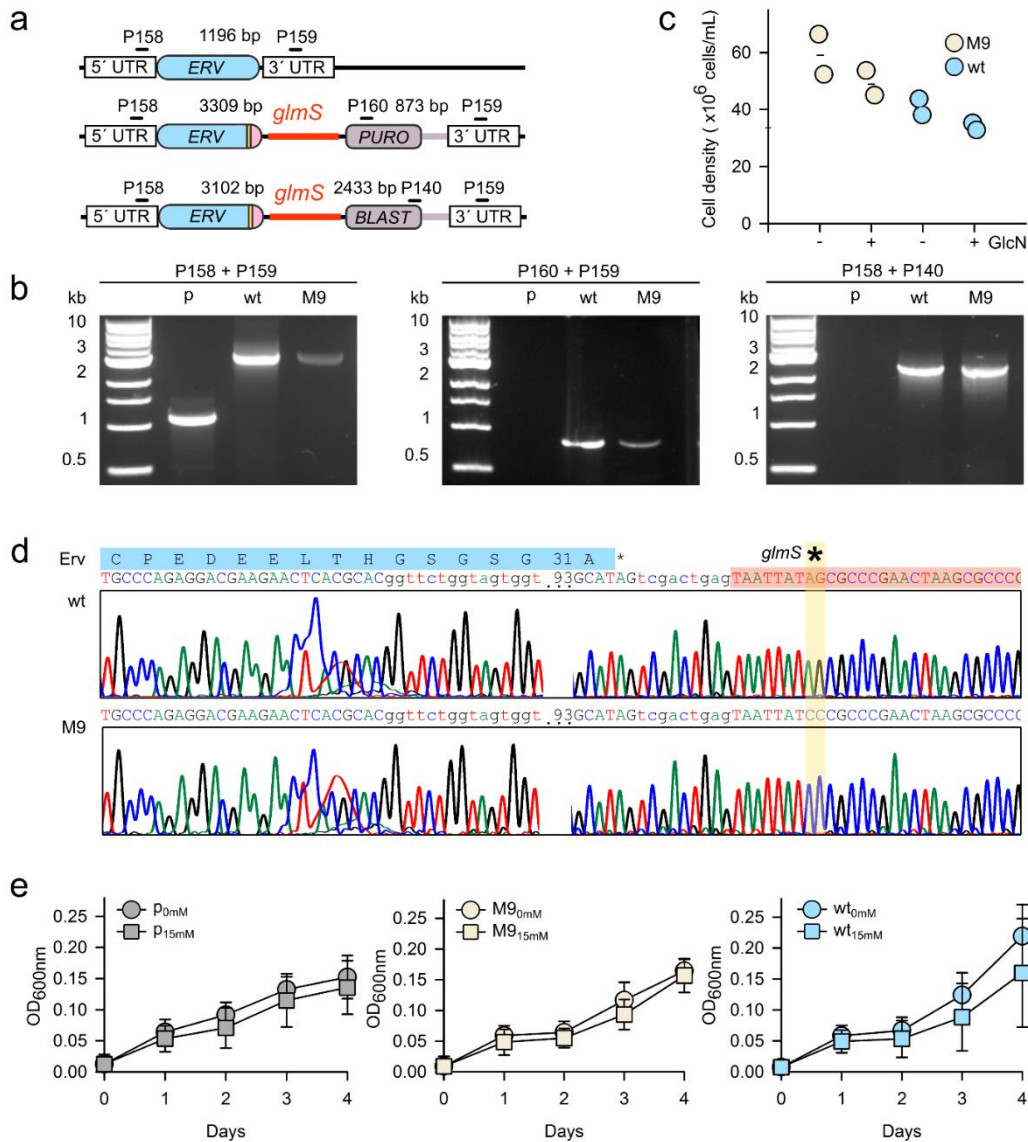 a
P158 1196 bp P159
5´ UTR ERV 3´ UTR
P158 3309 bp glmS P160 873 bp P159
5´ UTR ERV PURO 3´ UTR
P158 3102 bp glmS 2433 bp P140 P159
5´ UTR ERV BLAST 3´ UTR
c
Cell density ( x10⁶ cells/mL)
60
40
20
0
M9
wt
- + - + GlcN
b
P158 + P159
kb p wt M9
10
3
2
1
0.5
P160 + P159
kb p wt M9
10
3
2
1
0.5
P158 + P140
kb p wt M9
10
3
2
1
0.5
d
Erv C P E D E E L T H G S G S G 31 A * glmS *
TGCCCAGAGGACGAAGAACTCACGCACggttctggtagtggt...93GCATAGtcgactgagTAATTATAGCGCCCGAACTAAGCGCCCG
wt
TGCCCAGAGGACGAAGAACTCACGCACggttctggtagtggt...93GCATAGtcgactgagTAATTATCCCGCCCGAACTAAGCGCCCG
M9
e
OD600nm
0.25
0.20
0.15
0.10
0.05
0.00
p0mM
p15mM
0 1 2 3 4
Days
OD600nm
0.25
0.20
0.15
0.10
0.05
0.00
M90mM
M915mM
0 1 2 3 4
Days
OD600nm
0.25
0.20
0.15
0.10
0.05
0.00
wt0mM
wt15mM
0 1 2 3 4
Days